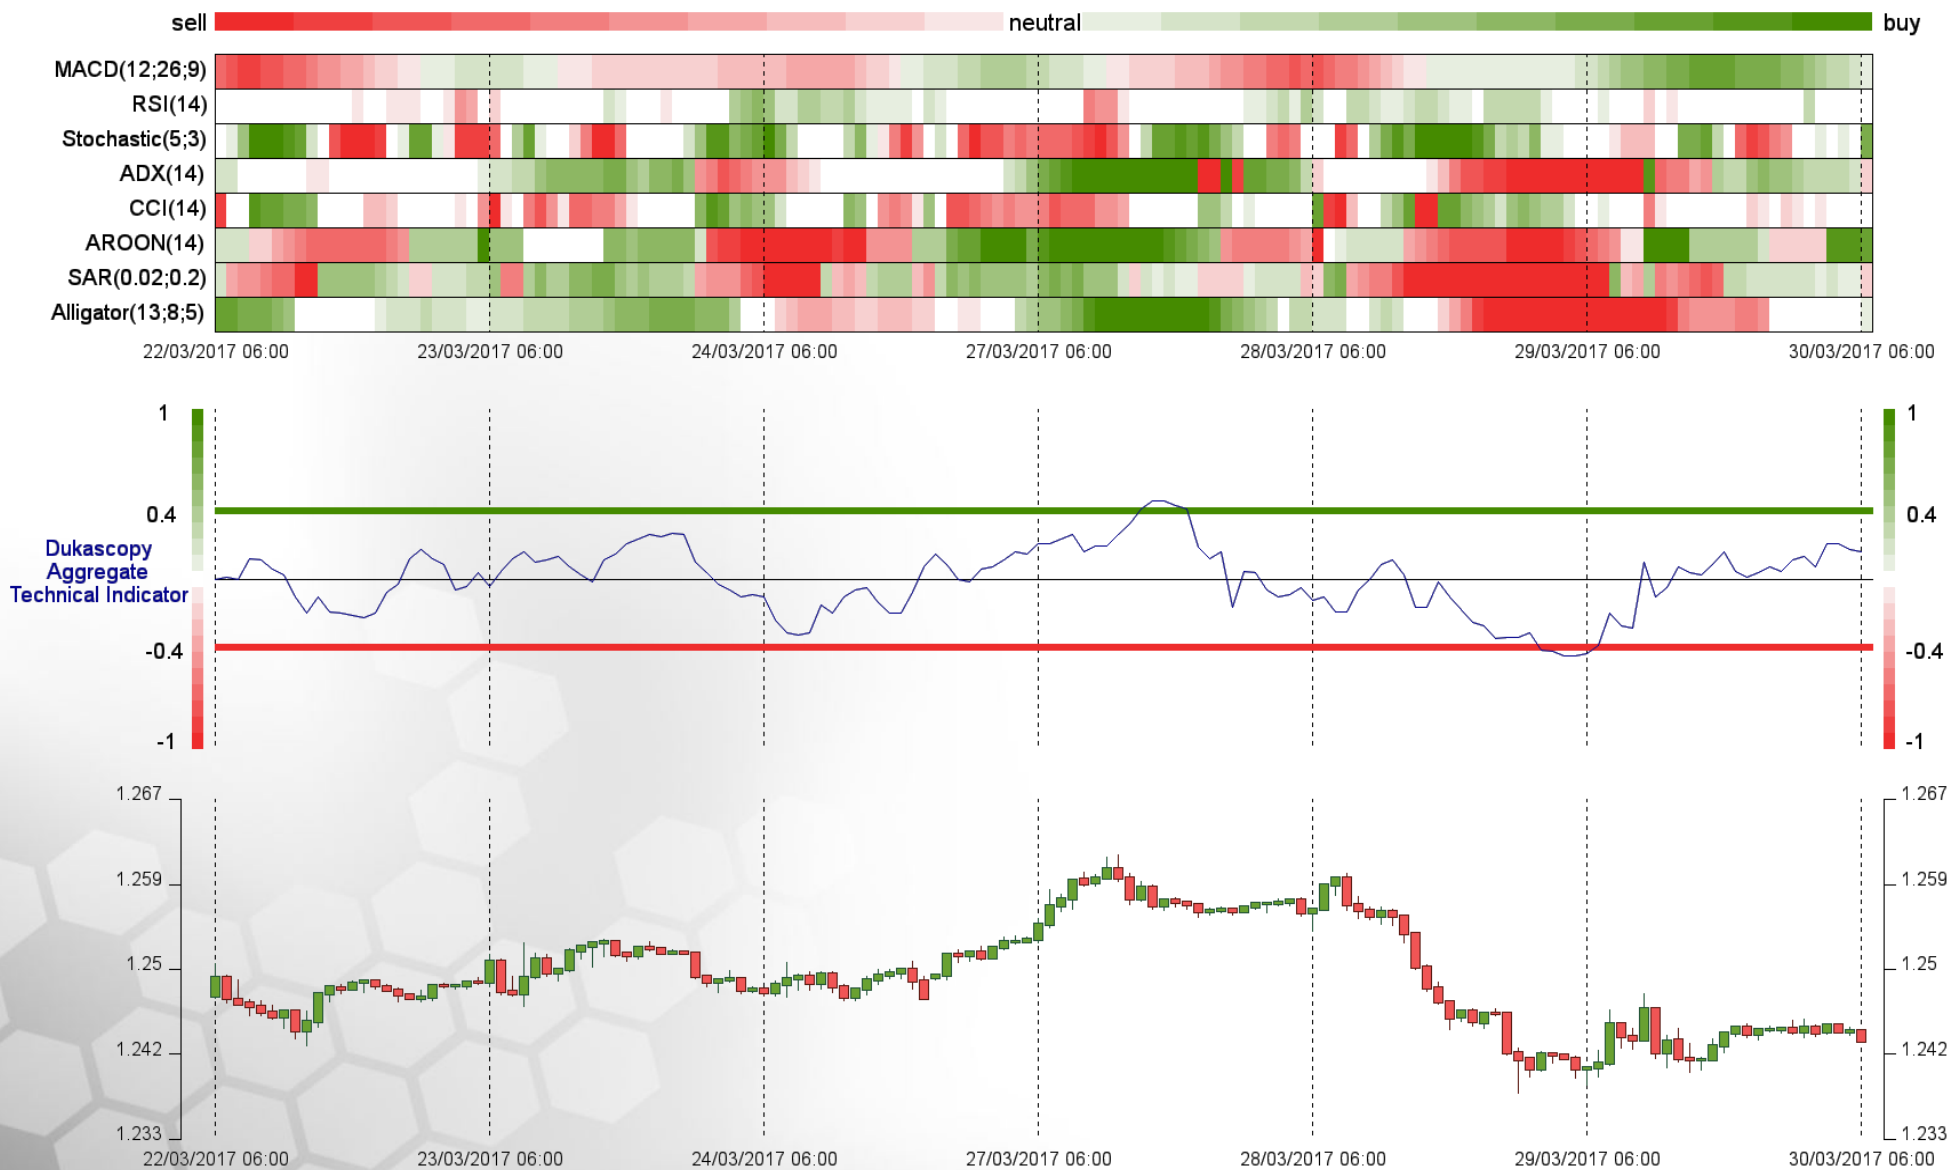 sell neutral buy
MACD(12;26;9)
RSI(14)
Stochastic(5;3)
ADX(14)
CCI(14)
AROON(14)
SAR(0.02;0.2)
Alligator(13;8;5)
22/03/2017 06:00 23/03/2017 06:00 24/03/2017 06:00 27/03/2017 06:00 28/03/2017 06:00 29/03/2017 06:00 30/03/2017 06:00
1 1
0.4 0.4
Dukascopy
Aggregate
Technical Indicator
-0.4 -0.4
-1 -1
1.267 1.267
1.259 1.259
1.25 1.25
1.242 1.242
1.233 1.233
22/03/2017 06:00 23/03/2017 06:00 24/03/2017 06:00 27/03/2017 06:00 28/03/2017 06:00 29/03/2017 06:00 30/03/2017 06:00